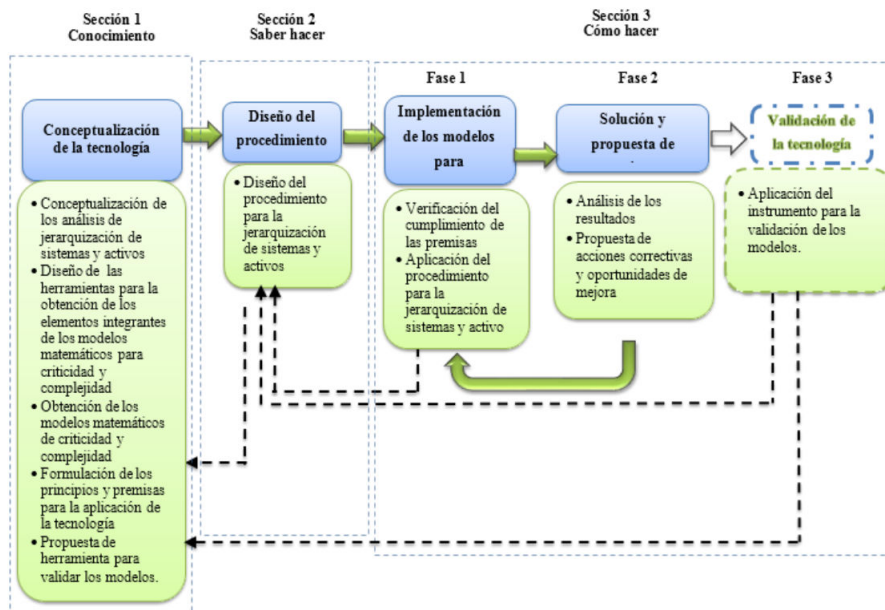 Sección 1
Conocimiento
Sección 2
Saber hacer
Sección 3
Cómo hacer
Fase 1
Fase 2
Fase 3
Conceptualización
de la tecnología
Diseño del
procedimiento
Implementación
de los modelos
para
Solución y
propuesta de
.
Validación de
la tecnología
• Conceptualización de
los análisis de
jerarquización de
sistemas y activos
• Diseño de las
herramientas para la
obtención de los
elementos integrantes
de los modelos
matemáticos para
criticidad y
complejidad
• Obtención de los
modelos matemáticos
de criticidad y
complejidad
• Formulación de los
principios y premisas
para la aplicación de
la tecnología
• Propuesta de
herramienta para
validar los modelos.
• Diseño del
procedimiento
para la
jerarquización
de sistemas y
activos
• Verificación del
cumplimiento de
las premisas
• Aplicación del
procedimiento
para la
jerarquización de
sistemas y activo
• Análisis de los
resultados
• Propuesta de
acciones correctivas
y oportunidades de
mejora
• Aplicación del
instrumento para la
validación de los
modelos.